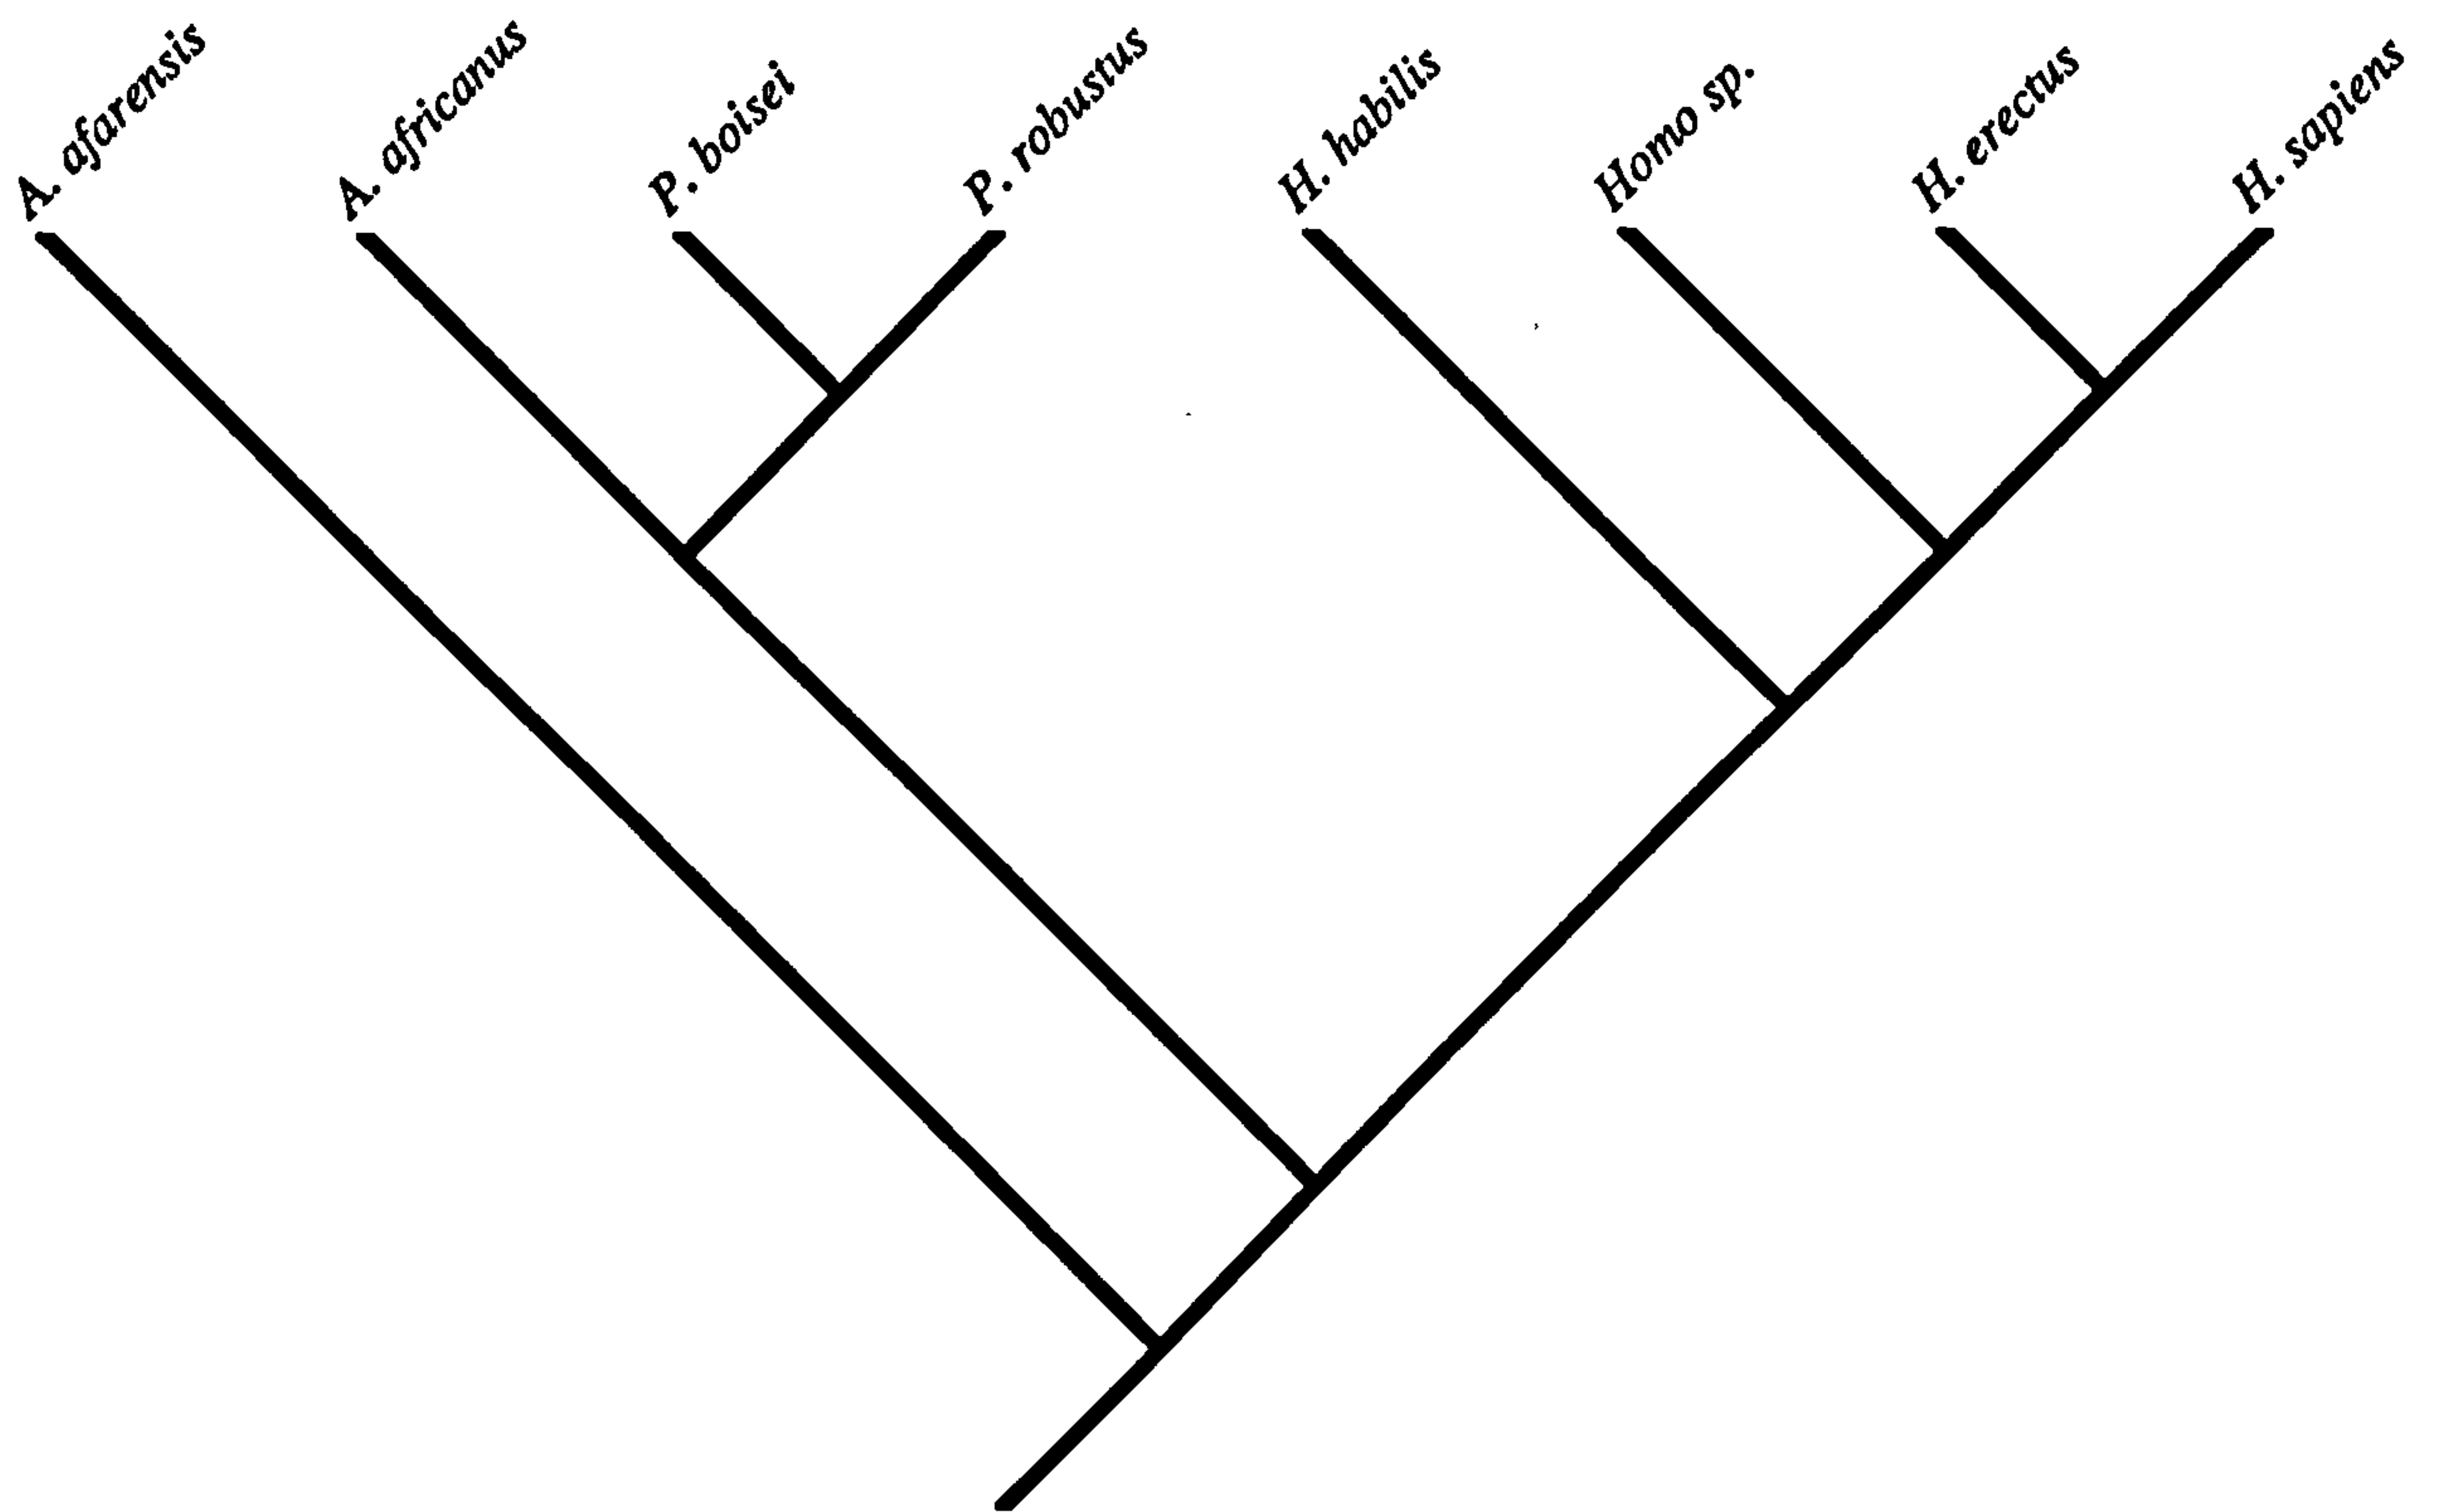 A. afarensis
A. africanus
P. boisei
P. robustus
H. habilis
Homo sp.
H. erectus
H. sapiens